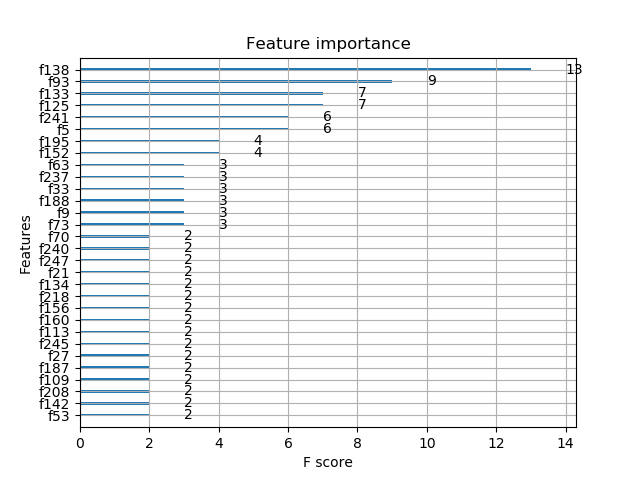 Feature importance
f138 13
f93 9
f133 7
f125 7
f241 6
f5 6
f195 4
f152 4
f63 3
f237 3
f33 3
f188 3
f9 3
f73 3
f70 2
f240 2
f247 2
f21 2
f134 2
f218 2
f156 2
f160 2
f113 2
f245 2
f27 2
f187 2
f109 2
f208 2
f142 2
f53 2
Features
0 2 4 6 8 10 12 14
F score